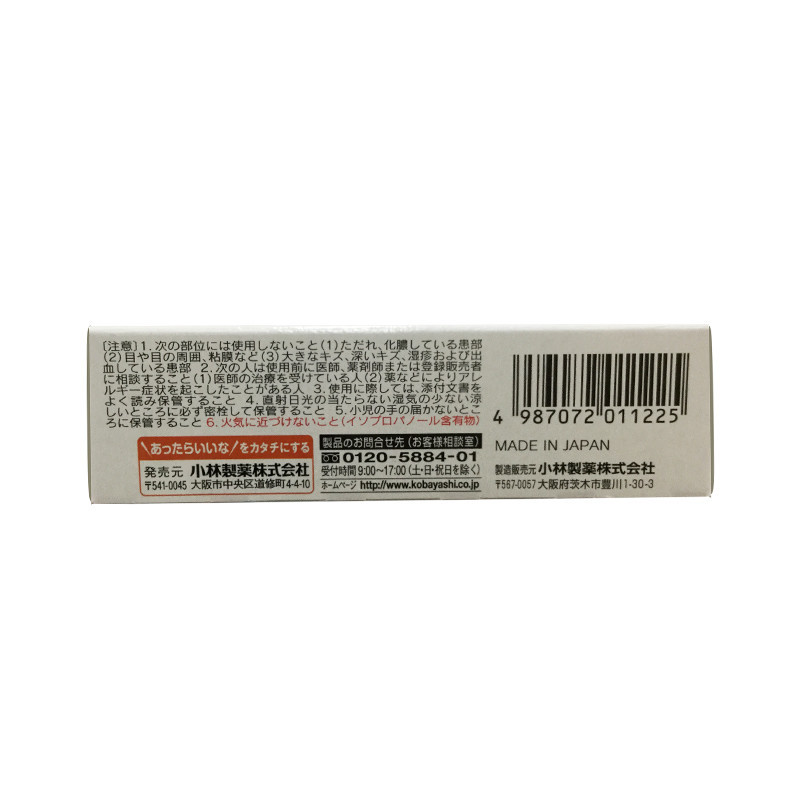 〔注意〕1.次の部位には使用しないこと(1)ただれ、化膿している患部
(2)目や目の周囲、粘膜など(3)大きなキズ、深いキズ、湿疹および出
血している患部 2.次の人は使用前に医師、薬剤師または登録販売者
に相談すること(1)医師の治療を受けている人(2)薬などによりアレ
ルギー症状を起こしたことがある人 3.使用に際しては、添付文書を
よく読み保管すること 4.直射日光の当たらない湿気の少ない涼
しいところに必ず密栓して保管すること 5.小児の手の届かないとこ
ろに保管すること 6.火気に近づけないこと(イソプロパノール含有物)
\あったらいいな/をカタチにする
発売元 小林製薬株式会社
〒541-0045 大阪市中央区道修町4-4-10
製品のお問合せ先(お客様相談室)
0120-5884-01
受付時間9:00~17:00(土・日・祝日を除く)
ホームページ http://www.kobayashi.co.jp
4 987072 011225
MADE IN JAPAN
製造販売元 小林製薬株式会社
〒567-0057 大阪府茨木市豊川1-30-3